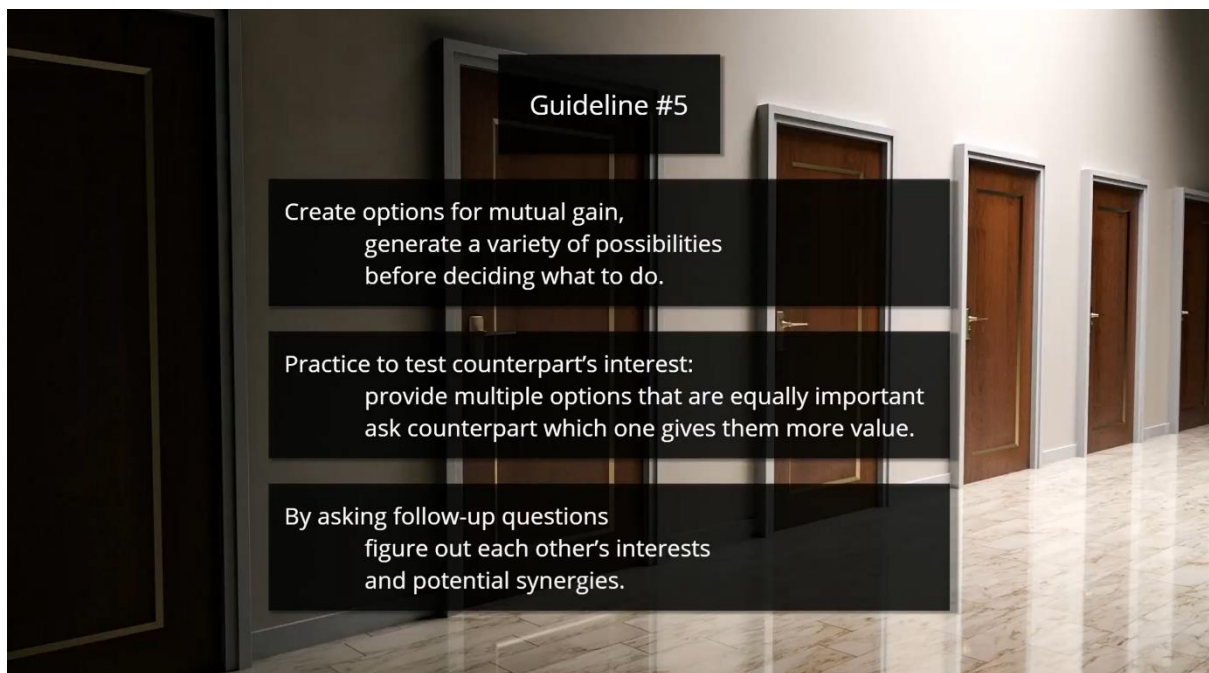 Guideline #5
Create options for mutual gain,
generate a variety of possibilities
before deciding what to do.
Practice to test counterpart’s interest:
provide multiple options that are equally important
ask counterpart which one gives them more value.
By asking follow-up questions
figure out each other’s interests
and potential synergies.